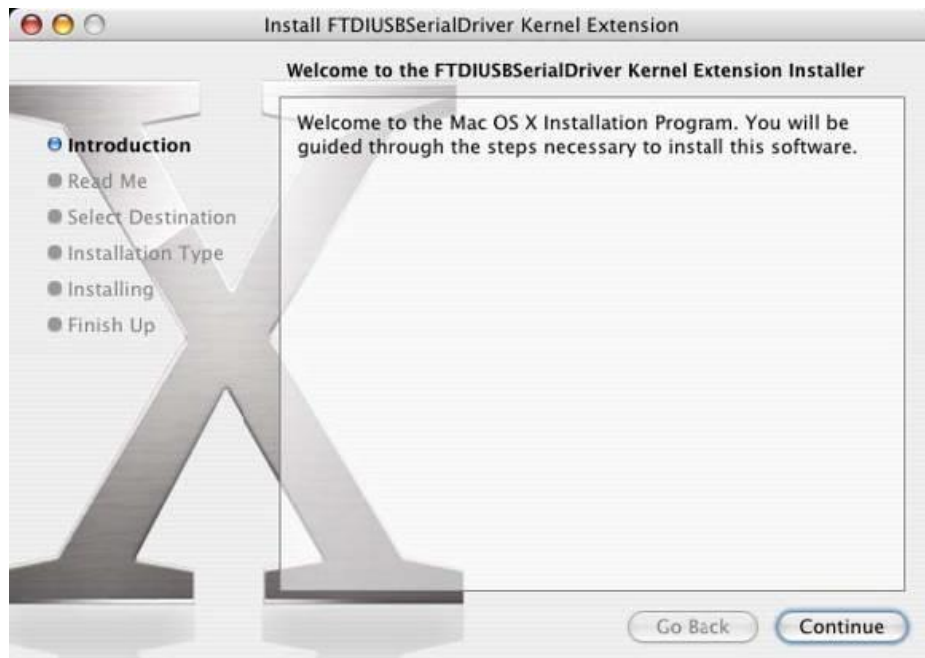 Install FTDIUSBSerialDriver Kernel Extension
Welcome to the FTDIUSBSerialDriver Kernel Extension Installer
Introduction
Read Me
Select Destination
Installation Type
Installing
Finish Up
Welcome to the Mac OS X Installation Program. You will be
guided through the steps necessary to install this software.
Go Back
Continue